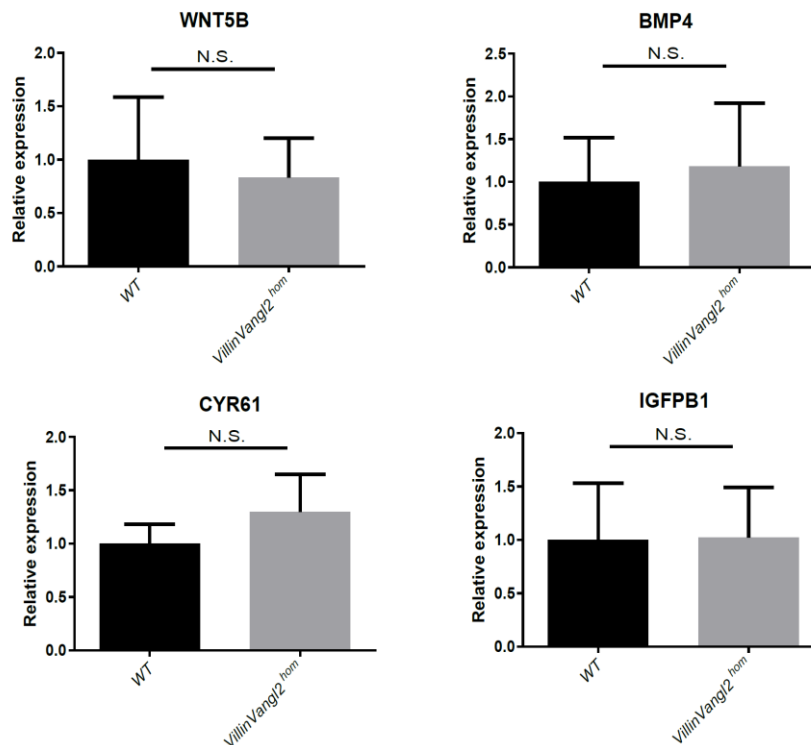 WNT5B
N.S.
Relative expression
2.0
1.5
1.0
0.5
0.0
WT
VillinVangl2 hom
BMP4
N.S.
Relative expression
2.5
2.0
1.5
1.0
0.5
0.0
WT
VillinVangl2 hom
CYR61
N.S.
Relative expression
2.0
1.5
1.0
0.5
0.0
WT
VillinVangl2 hom
IGFPB1
N.S.
Relative expression
2.0
1.5
1.0
0.5
0.0
WT
VillinVangl2 hom